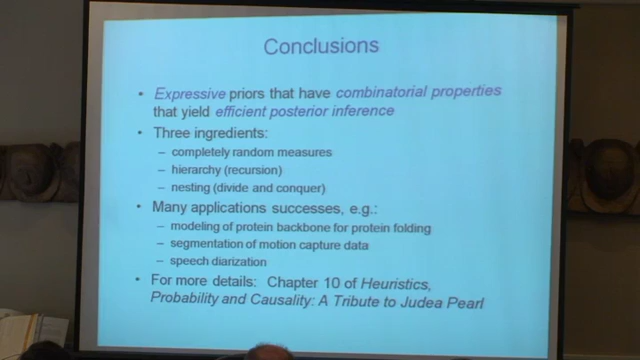 Conclusions
• Expressive priors that have combinatorial properties
that yield efficient posterior inference
• Three ingredients:
– completely random measures
– hierarchy (recursion)
– nesting (divide and conquer)
• Many applications successes, e.g.:
– modeling of protein backbone for protein folding
– segmentation of motion capture data
– speech diarization
• For more details: Chapter 10 of Heuristics,
Probability and Causality: A Tribute to Judea Pearl